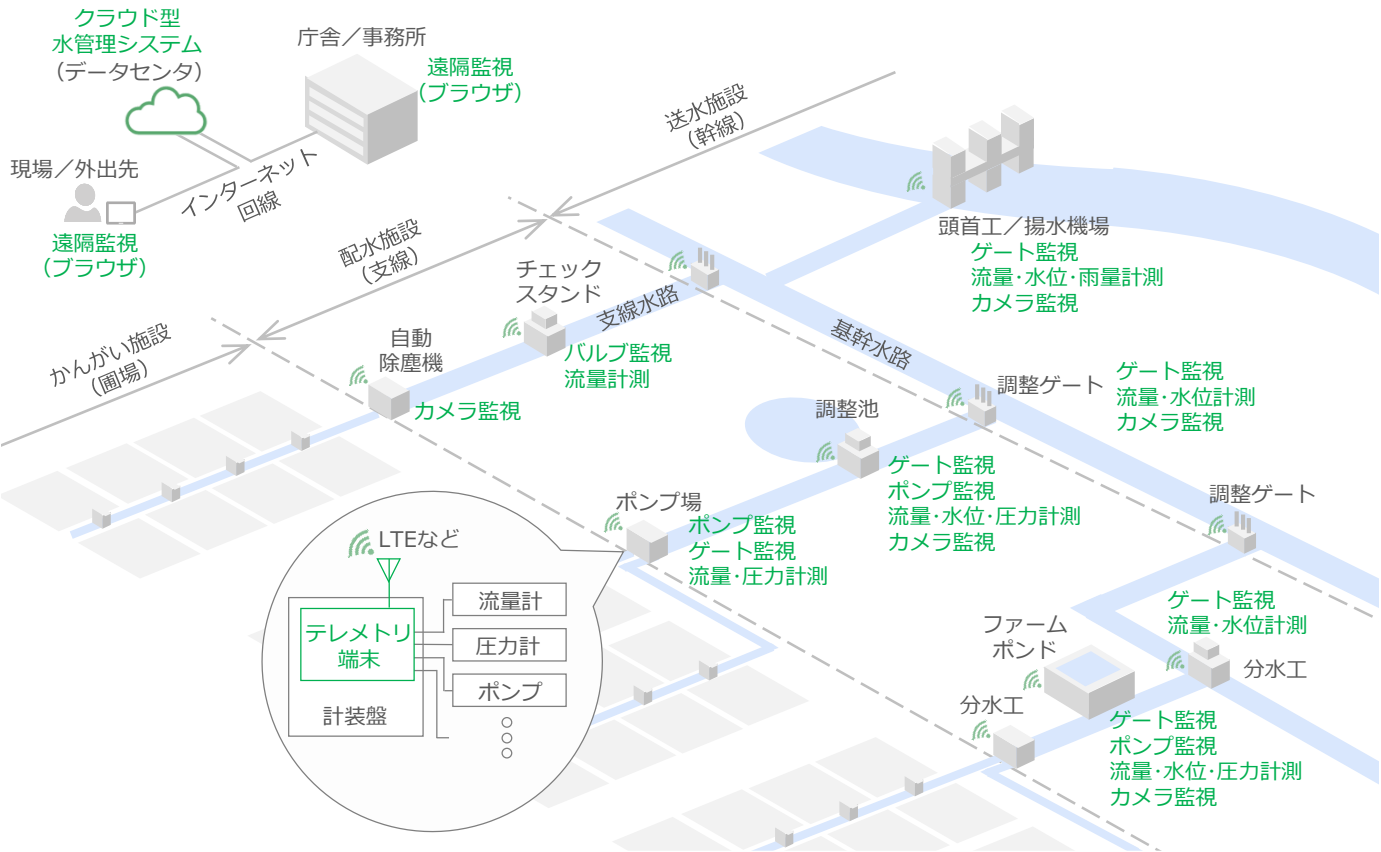 クラウド型
水管理システム
（データセンタ）
庁舎／事務所
遠隔監視
（ブラウザ）
現場／外出先
遠隔監視
（ブラウザ）
インターネット
回線
送水施設
（幹線）
配水施設
（支線）
かんがい施設
（圃場）
頭首工／揚水機場
ゲート監視
流量・水位・雨量計測
カメラ監視
チェック
スタンド
バルブ監視
流量計測
支線水路
基幹水路
自動
除塵機
カメラ監視
調整ゲート
ゲート監視
流量・水位計測
カメラ監視
調整池
ゲート監視
ポンプ監視
流量・水位・圧力計測
カメラ監視
ポンプ場
ポンプ監視
ゲート監視
流量・圧力計測
調整ゲート
ゲート監視
流量・水位計測
分水工
ファーム
ポンド
分水工
ゲート監視
ポンプ監視
流量・水位・圧力計測
カメラ監視
LTEなど
テレメトリ
端末
計装盤
流量計
圧力計
ポンプ